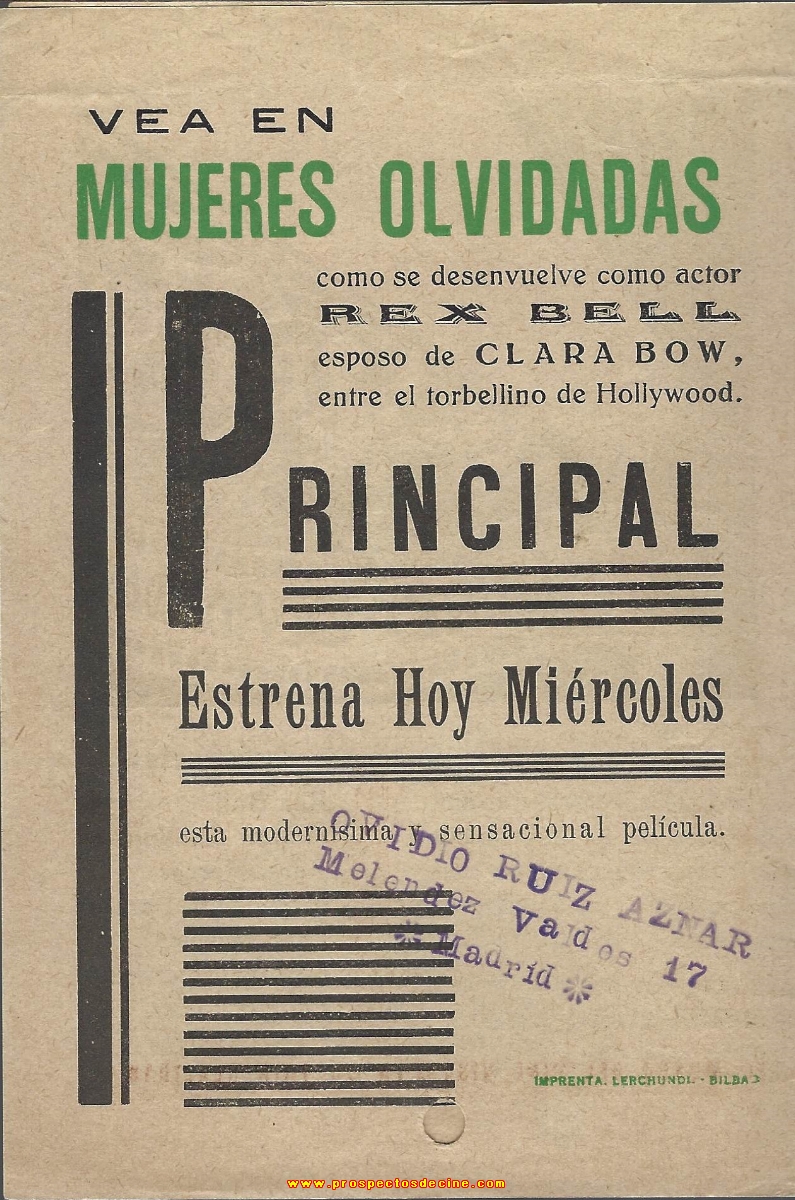 VEA EN
MUJERES OLVIDADAS
como se desenvuelve como actor
REX BELL
esposo de CLARA BOW,
entre el torbellino de Hollywood.
PRINCIPAL
Estrena Hoy Miércoles
esta modernísima y sensacional película.
OVIDIO RUIZ AZNAR
Melendez Valdes 17
* Madríd *
IMPRENTA. LERCHUNDI. - BILBAO
www.prospectosdecine.com